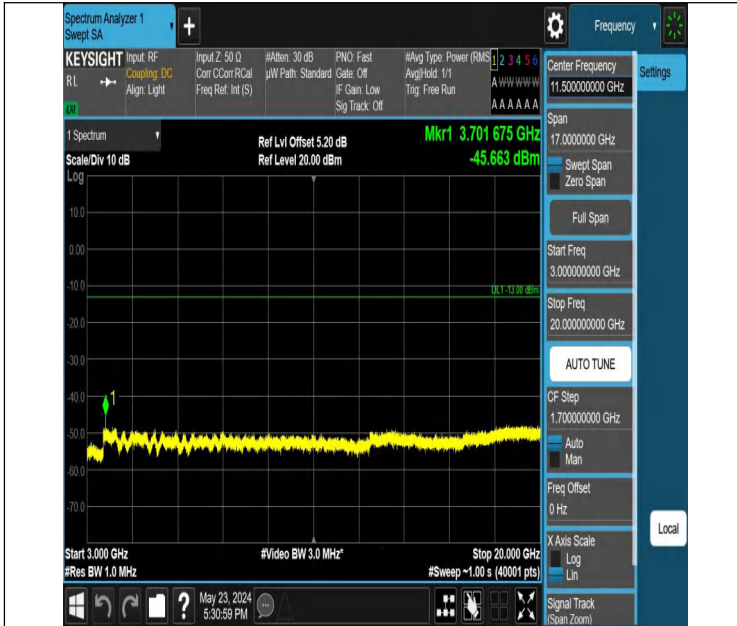 Spectrum Analyzer 1
Swept SA
+
Frequency
KEYSIGHT
RL
Input: RF
Coupling: DC
Align: Light
Input Z: 50 Ω
Corr CCorr RCal
Freq Ref: Int (S)
#Atten: 30 dB
µW Path: Standard
PNO: Fast
Gate: Off
IF Gain: Low
Sig Track: Off
#Avg Type: Power (RMS
Avg|Hold: 1/1
Trig: Free Run
1 2 3 4 5 6
A W W W W W
A A A A A A
1 Spectrum
Scale/Div 10 dB
Log
Ref Lvl Offset 5.20 dB
Ref Level 20.00 dBm
Mkr1 3.701 675 GHz
-45.663 dBm
10.0
0.00
-10.0
DL1 -13.00 dBm
-20.0
-30.0
-40.0
1
-50.0
-60.0
-70.0
Start 3.000 GHz
#Res BW 1.0 MHz
#Video BW 3.0 MHz*
Stop 20.000 GHz
#Sweep ~1.00 s (40001 pts)
?
May 23, 2024
5:30:59 PM
Center Frequency
11.500000000 GHz
Settings
Span
17.0000000 GHz
Swept Span
Zero Span
Full Span
Start Freq
3.000000000 GHz
Stop Freq
20.000000000 GHz
AUTO TUNE
CF Step
1.700000000 GHz
Auto
Man
Freq Offset
0 Hz
X Axis Scale
Log
Lin
Local
Signal Track
(Span Zoom)